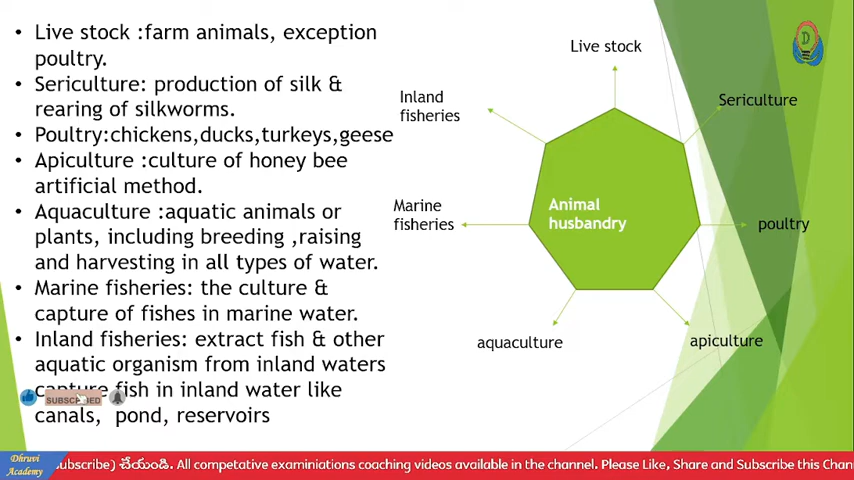 • Live stock :farm animals, exception
poultry.
• Sericulture: production of silk &
rearing of silkworms.
• Poultry:chickens,ducks,turkeys,geese
• Apiculture :culture of honey bee
artificial method.
• Aquaculture :aquatic animals or
plants, including breeding ,raising
and harvesting in all types of water.
• Marine fisheries: the culture &
capture of fishes in marine water.
• Inland fisheries: extract fish & other
aquatic organism from inland waters
capture fish in inland water like
canals, pond, reservoirs
SUBSCRIBED
Live stock
Inland
fisheries
Sericulture
Marine
fisheries
Animal
husbandry
poultry
aquaculture
apiculture
D
Dhruvi
Academy
ubscribe) చేయండి. All competative examiniations coaching videos available in the channel. Please Like, Share and Subscribe this Chan